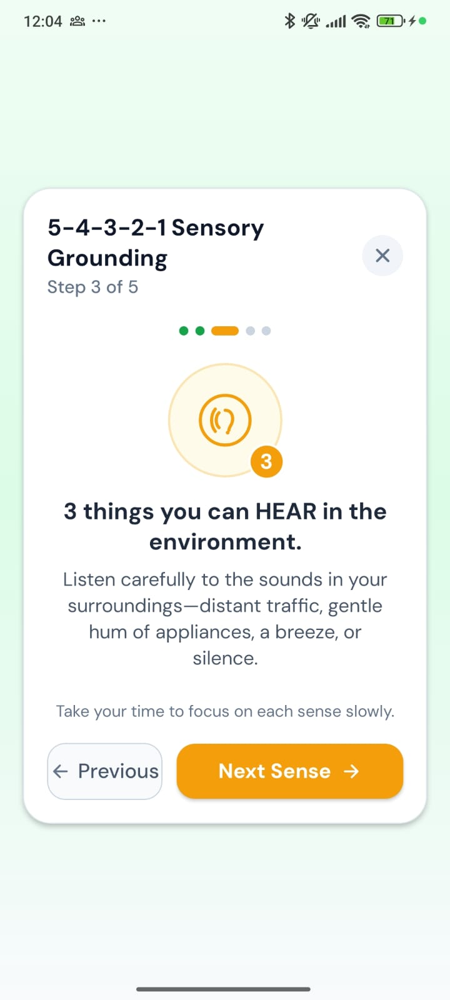 12:04
71
5-4-3-2-1 Sensory
Grounding
Step 3 of 5
3
3 things you can HEAR in the
environment.
Listen carefully to the sounds in your
surroundings—distant traffic, gentle
hum of appliances, a breeze, or
silence.
Take your time to focus on each sense slowly.
← Previous
Next Sense →